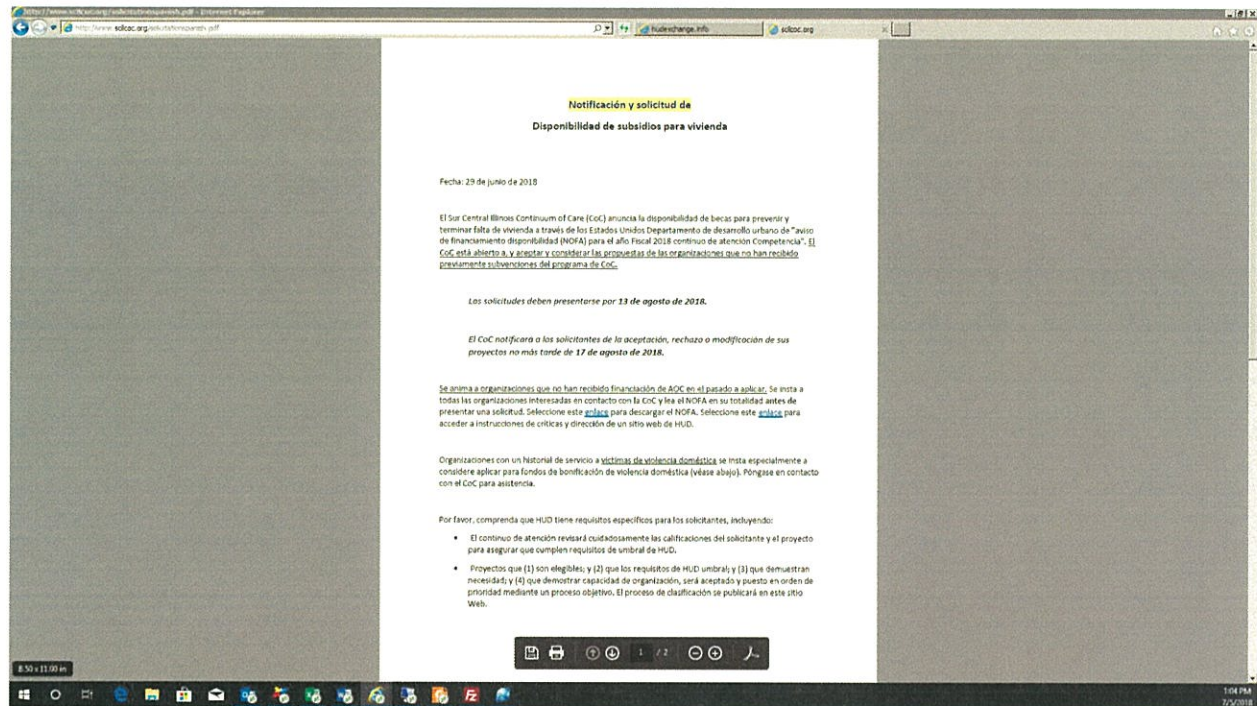 http://www.scilcoc.org/solicitationspanish.pdf - Internet Explorer
hudexchange.info
scilcoc.org
Notificación y solicitud de
Disponibilidad de subsidios para vivienda
Fecha: 29 de junio de 2018
El Sur Central Illinois Continuum of Care (CoC) anuncia la disponibilidad de becas para prevenir y
terminar falta de vivienda a través de los Estados Unidos Departamento de desarrollo urbano de "aviso
de financiamiento disponibilidad (NOFA) para el año Fiscal 2018 continuo de atención Competencia". El
CoC está abierto a, y aceptar y considerar las propuestas de las organizaciones que no han recibido
previamente subvenciones del programa de CoC.
Las solicitudes deben presentarse por 13 de agosto de 2018.
El CoC notificará a los solicitantes de la aceptación, rechazo o modificación de sus
proyectos no más tarde de 17 de agosto de 2018.
Se anima a organizaciones que no han recibido financiación de AOC en el pasado a aplicar. Se insta a
todas las organizaciones interesadas en contacto con la CoC y lea el NOFA en su totalidad antes de
presentar una solicitud. Seleccione este enlace para descargar el NOFA. Seleccione este enlace para
acceder a instrucciones de críticas y dirección de un sitio web de HUD.
Organizaciones con un historial de servicio a víctimas de violencia doméstica se insta especialmente a
considere aplicar para fondos de bonificación de violencia doméstica (véase abajo). Póngase en contacto
con el CoC para asistencia.
Por favor, comprenda que HUD tiene requisitos específicos para los solicitantes, incluyendo:
• El continuo de atención revisará cuidadosamente las calificaciones del solicitante y el proyecto
para asegurar que cumplen requisitos de umbral de HUD.
• Proyectos que (1) son elegibles; y (2) que los requisitos de HUD umbral; y (3) que demuestran
necesidad; y (4) que demostrar capacidad de organización, será aceptado y puesto en orden de
prioridad mediante un proceso objetivo. El proceso de clasificación se publicará en este sitio
Web.
1 / 2
8.50 x 11.00 in
1:04 PM
7/5/2018